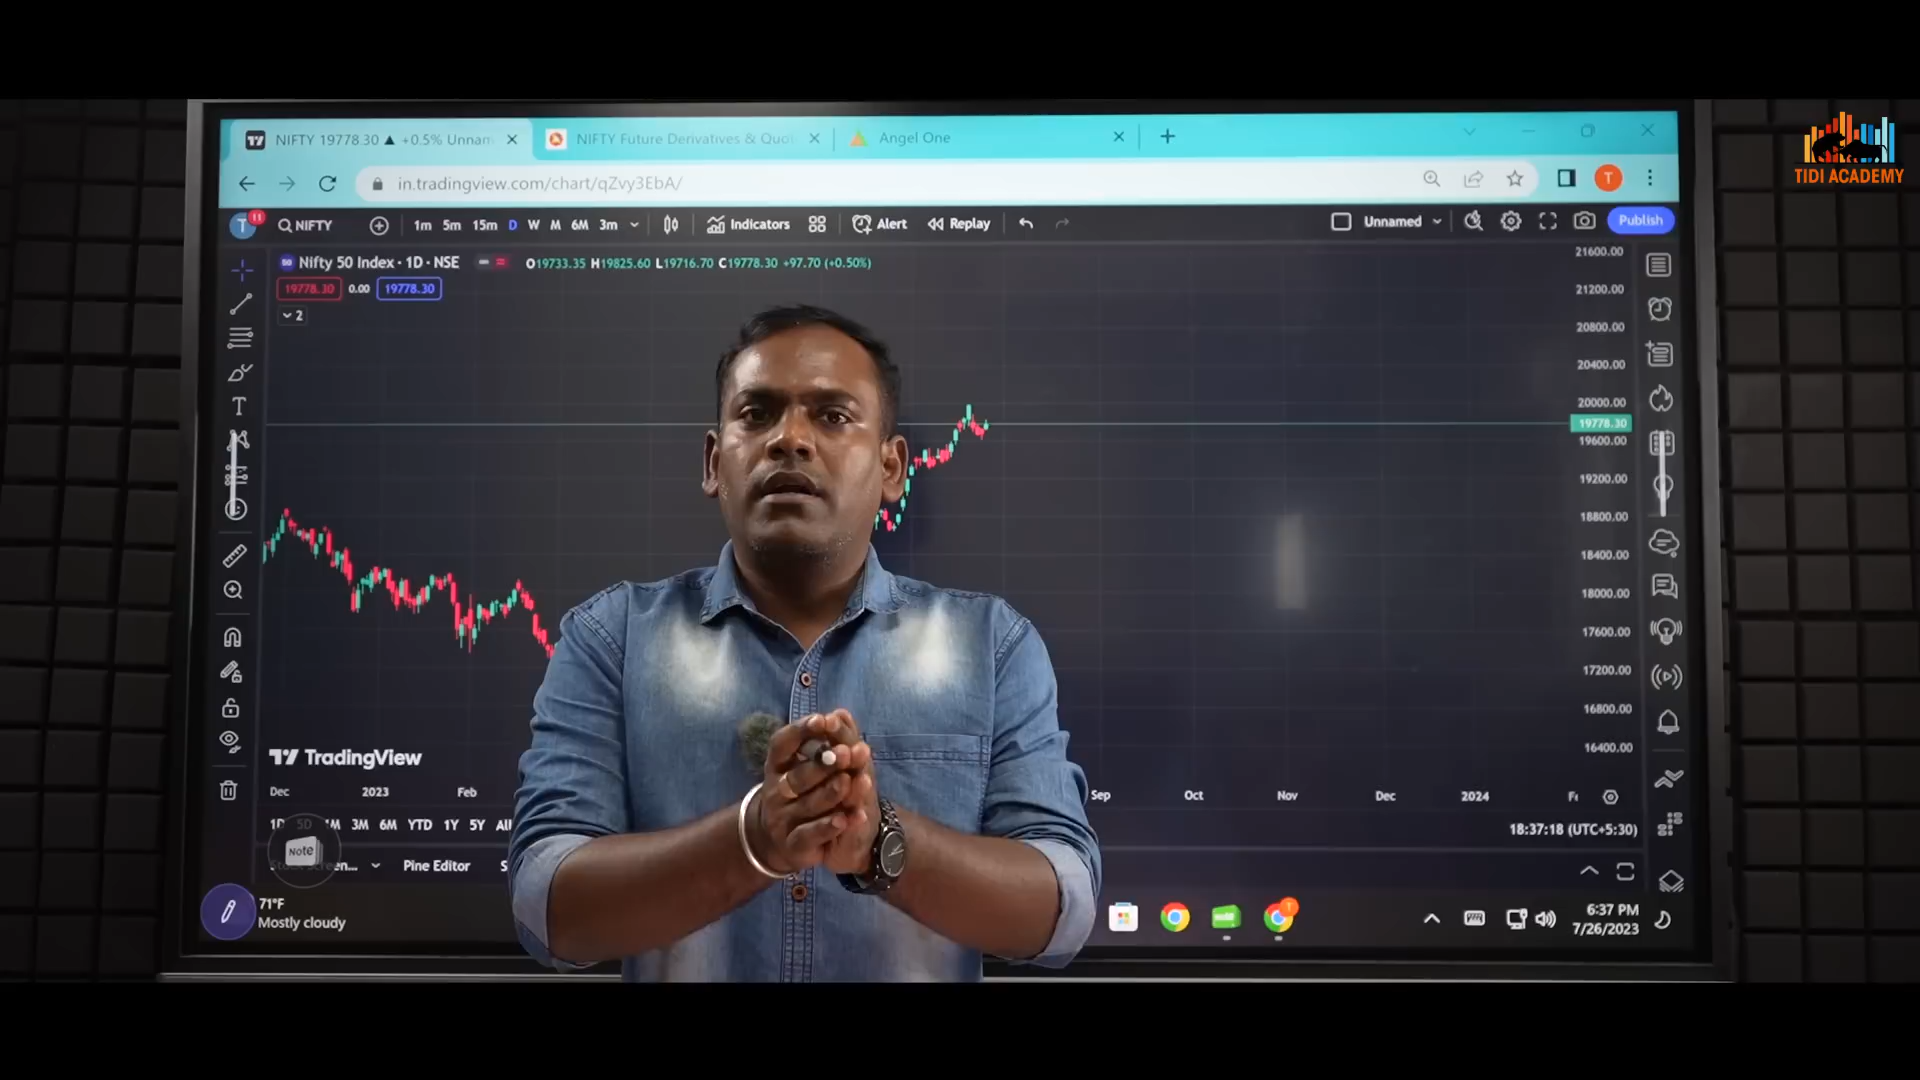 NIFTY 19778.30 ▲ +0.5% Unnam
NIFTY Future Derivatives & Quot
Angel One
TIDI ACADEMY
in.tradingview.com/chart/qZvy3EbA/
T
T 11
NIFTY
1m 5m 15m D W M 6M 3m
Indicators
Alert
Replay
Unnamed
Publish
50 Nifty 50 Index · 1D · NSE
O19733.35 H19825.60 L19716.70 C19778.30 +97.70 (+0.50%)
19778.30 0.00 19778.30
2
21600.00
21200.00
20800.00
20400.00
20000.00
19778.30
19600.00
19200.00
18800.00
18400.00
18000.00
17600.00
17200.00
16800.00
16400.00
TradingView
Dec 2023 Feb Sep Oct Nov Dec 2024
1D 5D 1M 3M 6M YTD 1Y 5Y All
18:37:18 (UTC+5:30)
Note
Pine Editor
71°F
Mostly cloudy
6:37 PM
7/26/2023